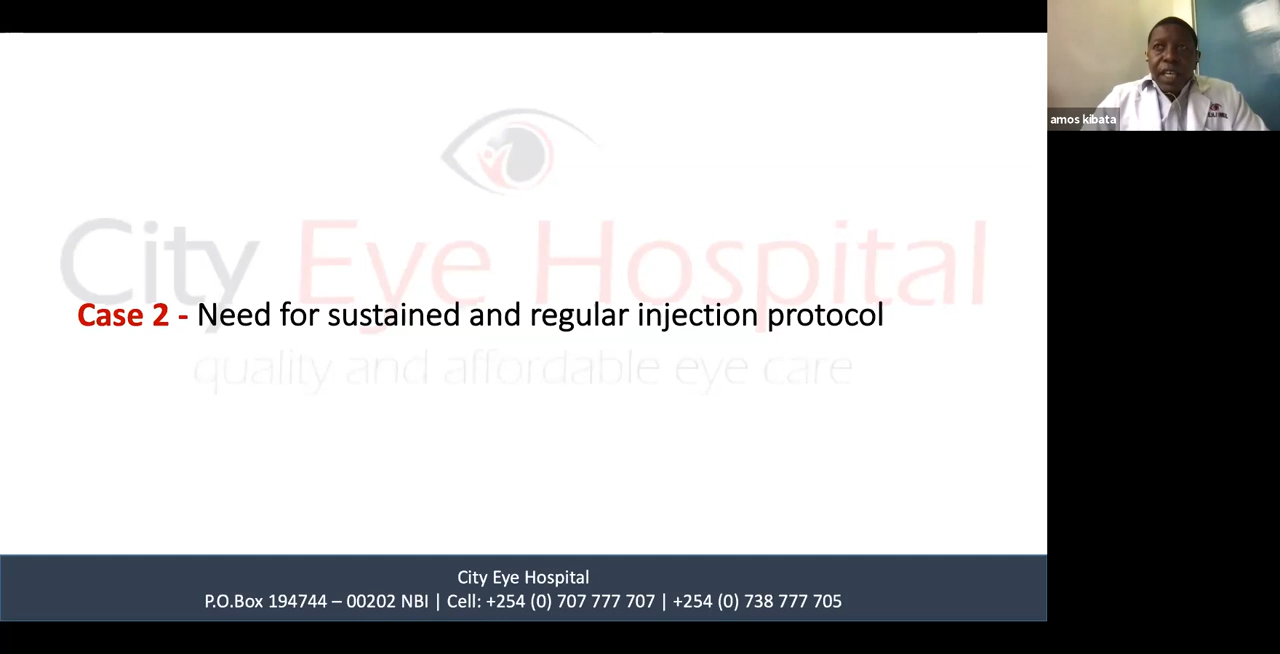 amos kibata
City Eye Hospital
Case 2 - Need for sustained and regular injection protocol
quality and affordable eye care
City Eye Hospital
P.O.Box 194744 – 00202 NBI | Cell: +254 (0) 707 777 707 | +254 (0) 738 777 705